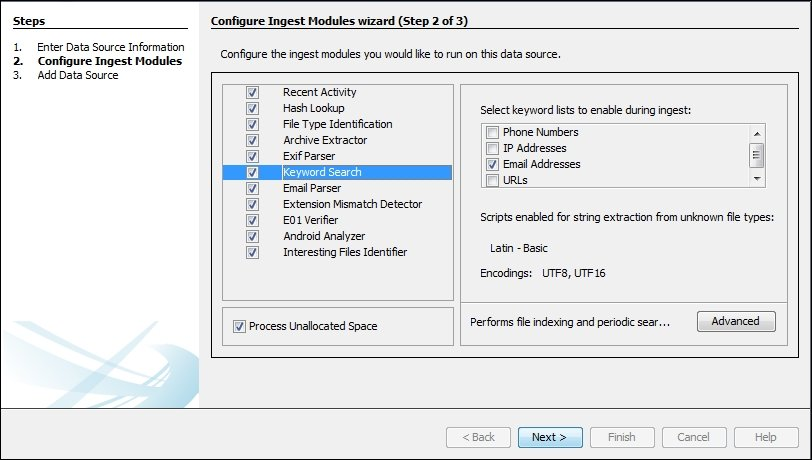 Steps
1. Enter Data Source Information
2. Configure Ingest Modules
3. Add Data Source
Configure Ingest Modules wizard (Step 2 of 3)
Configure the ingest modules you would like to run on this data source.
Recent Activity
Hash Lookup
File Type Identification
Archive Extractor
Exif Parser
Keyword Search
Email Parser
Extension Mismatch Detector
E01 Verifier
Android Analyzer
Interesting Files Identifier
Process Unallocated Space
Select keyword lists to enable during ingest:
Phone Numbers
IP Addresses
Email Addresses
URLs
Scripts enabled for string extraction from unknown file types:
Latin - Basic
Encodings: UTF8, UTF16
Performs file indexing and periodic sear... Advanced
< Back Next > Finish Cancel Help